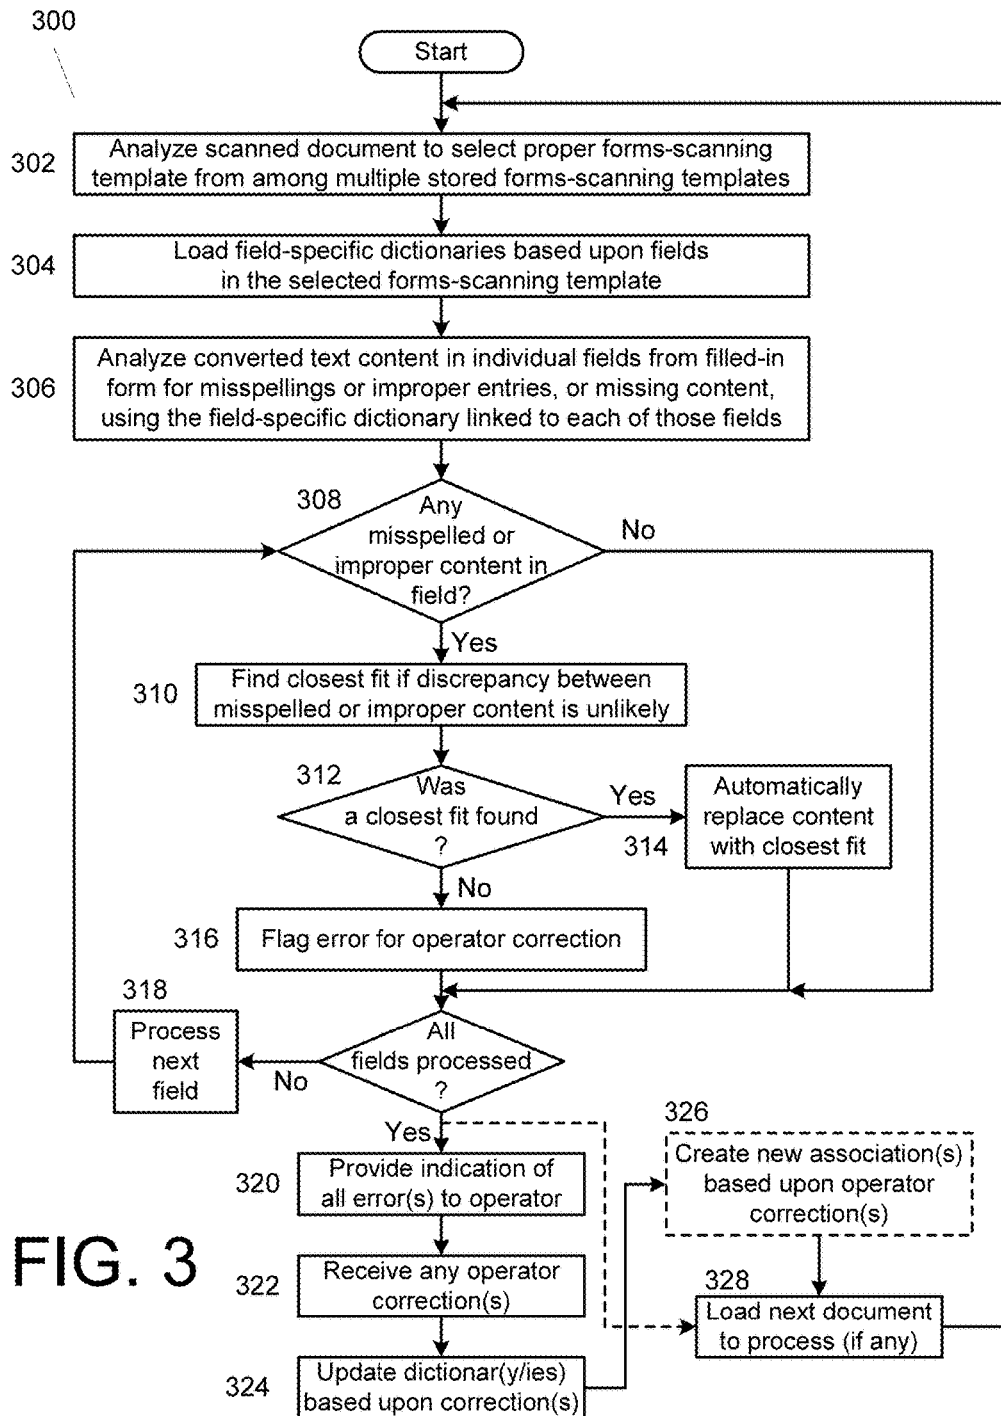 300
Start
302
Analyze scanned document to select proper forms-scanning
template from among multiple stored forms-scanning templates
304
Load field-specific dictionaries based upon fields
in the selected forms-scanning template
306
Analyze converted text content in individual fields from filled-in
form for misspellings or improper entries, or missing content,
using the field-specific dictionary linked to each of those fields
308
Any
misspelled or
improper content in
field?
No
Yes
310
Find closest fit if discrepancy between
misspelled or improper content is unlikely
312
Was
a closest fit found
?
Yes
314
Automatically
replace content
with closest fit
No
316
Flag error for operator correction
318
Process
next
field
All
fields processed
?
No
Yes
320
Provide indication of
all error(s) to operator
326
Create new association(s)
based upon operator
correction(s)
FIG. 3
322
Receive any operator
correction(s)
328
Load next document
to process (if any)
324
Update dictionar(y/ies)
based upon correction(s)